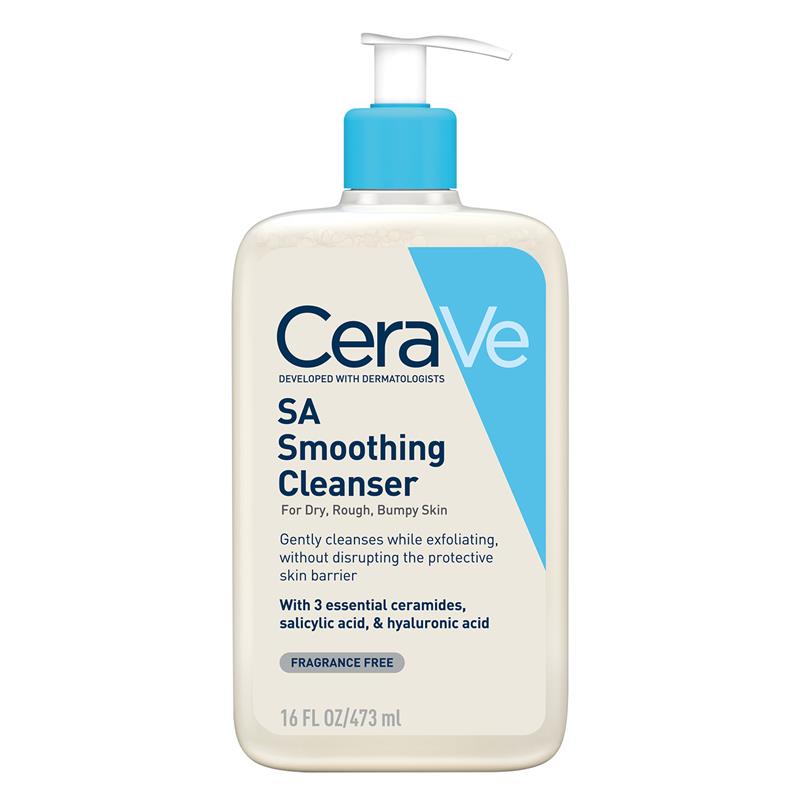 CeraVe
DEVELOPED WITH DERMATOLOGISTS
SA
Smoothing
Cleanser
For Dry, Rough, Bumpy Skin
Gently cleanses while exfoliating,
without disrupting the protective
skin barrier
With 3 essential ceramides,
salicylic acid, & hyaluronic acid
FRAGRANCE FREE
16 FL OZ/473 ml